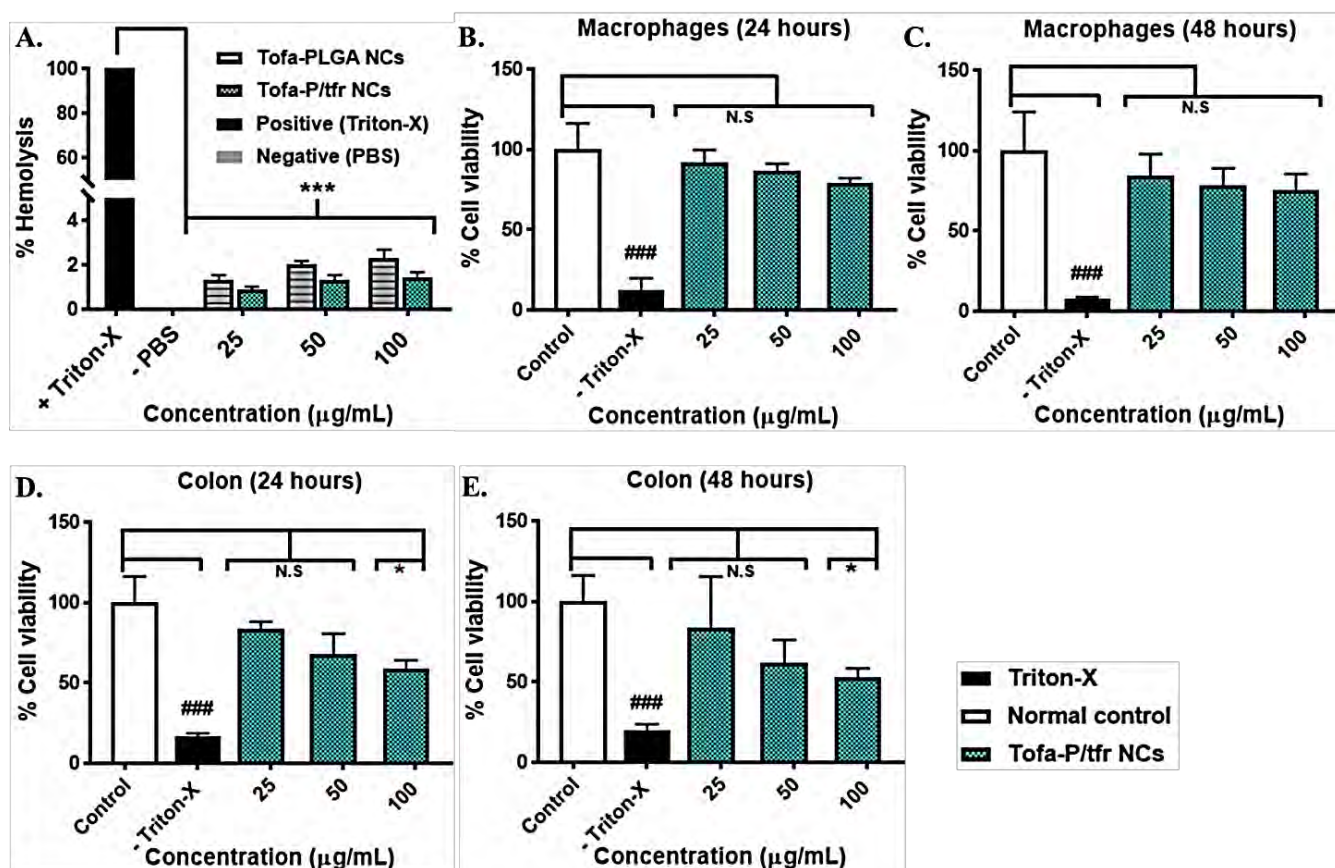 A.
% Hemolysis
100
80
60
4
2
0
Tofa-PLGA NCs
Tofa-P/tfr NCs
Positive (Triton-X)
Negative (PBS)
***
+ Triton-X
- PBS
25
50
100
Concentration (µg/mL)
B.
Macrophages (24 hours)
% Cell viability
150
100
50
0
N.S
###
Control
- Triton-X
25
50
100
Concentration (µg/mL)
C.
Macrophages (48 hours)
% Cell viability
150
100
50
0
N.S
###
Control
- Triton-X
25
50
100
Concentration (µg/mL)
D.
Colon (24 hours)
% Cell viability
150
100
50
0
N.S
*
###
Control
- Triton-X
25
50
100
Concentration (µg/mL)
E.
Colon (48 hours)
% Cell viability
150
100
50
0
N.S
*
###
Control
- Triton-X
25
50
100
Concentration (µg/mL)
Triton-X
Normal control
Tofa-P/tfr NCs